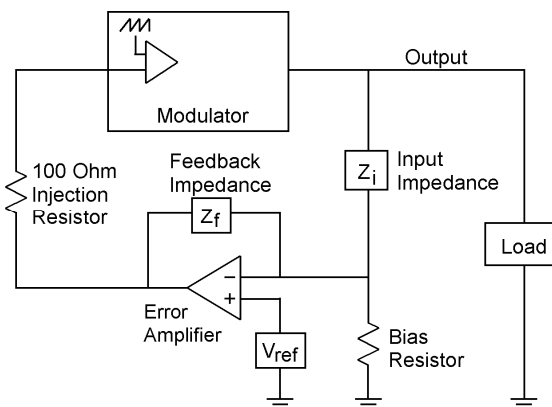 Output
Modulator
100 Ohm
Injection
Resistor
Feedback
Impedance
Zf
Zi
Input
Impedance
Load
−
+
Error
Amplifier
Vref
Bias
Resistor